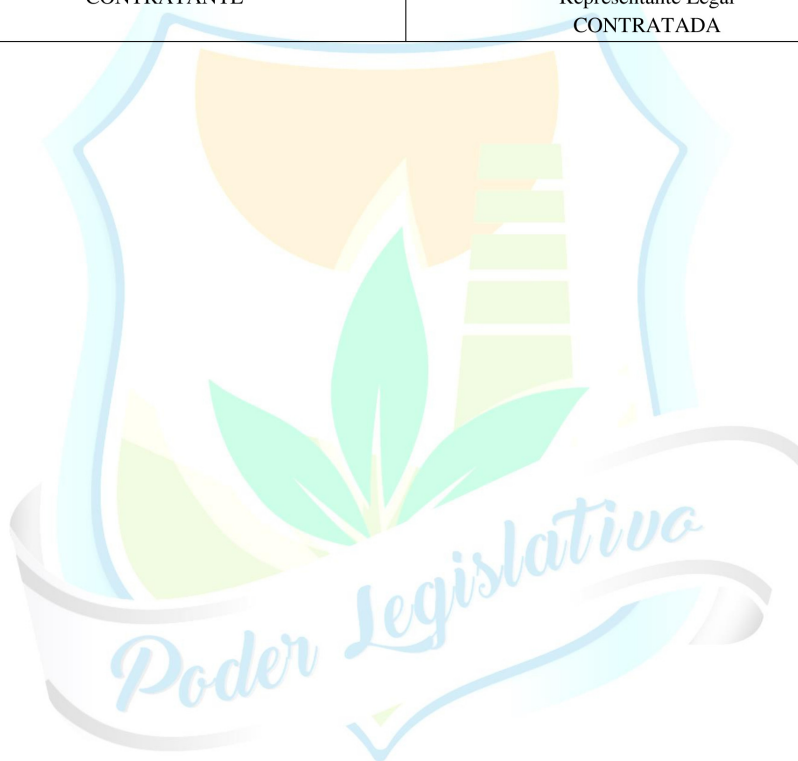 CONTRATANTE
Representante Legal
CONTRATADA
Poder Legislativo